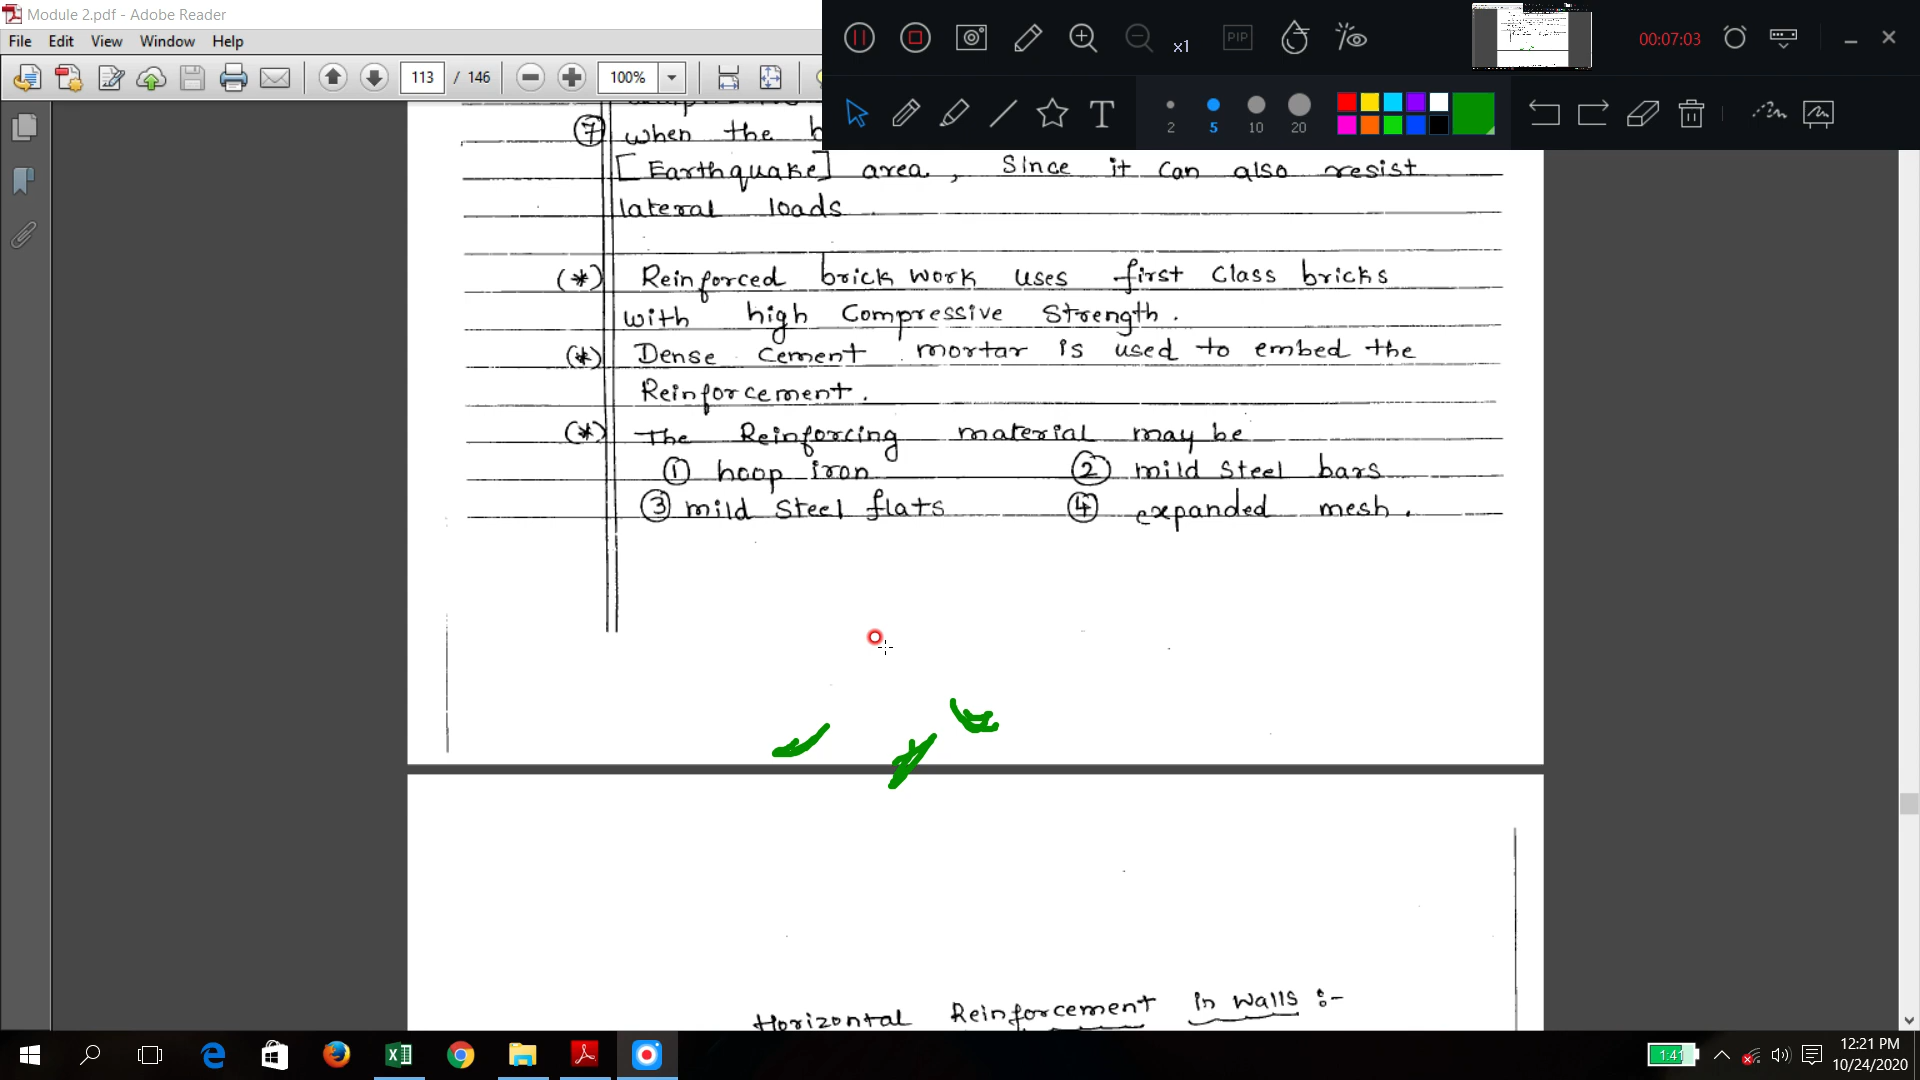 Module 2.pdf - Adobe Reader
File Edit View Window Help
113 / 146 100%
x1 PIP 00:07:03
2 5 10 20
⑦ when the
[Earthquake] area, Since it can also resist
lateral loads
(*) Reinforced brick work uses first class bricks
with high Compressive Strength.
(*) Dense cement mortar is used to embed the
Reinforcement.
(*) The Reinforcing material may be
① hoop iron ② mild steel bars
③ mild steel flats ④ expanded mesh.
Horizontal Reinforcement in walls :-
1:41
12:21 PM
10/24/2020